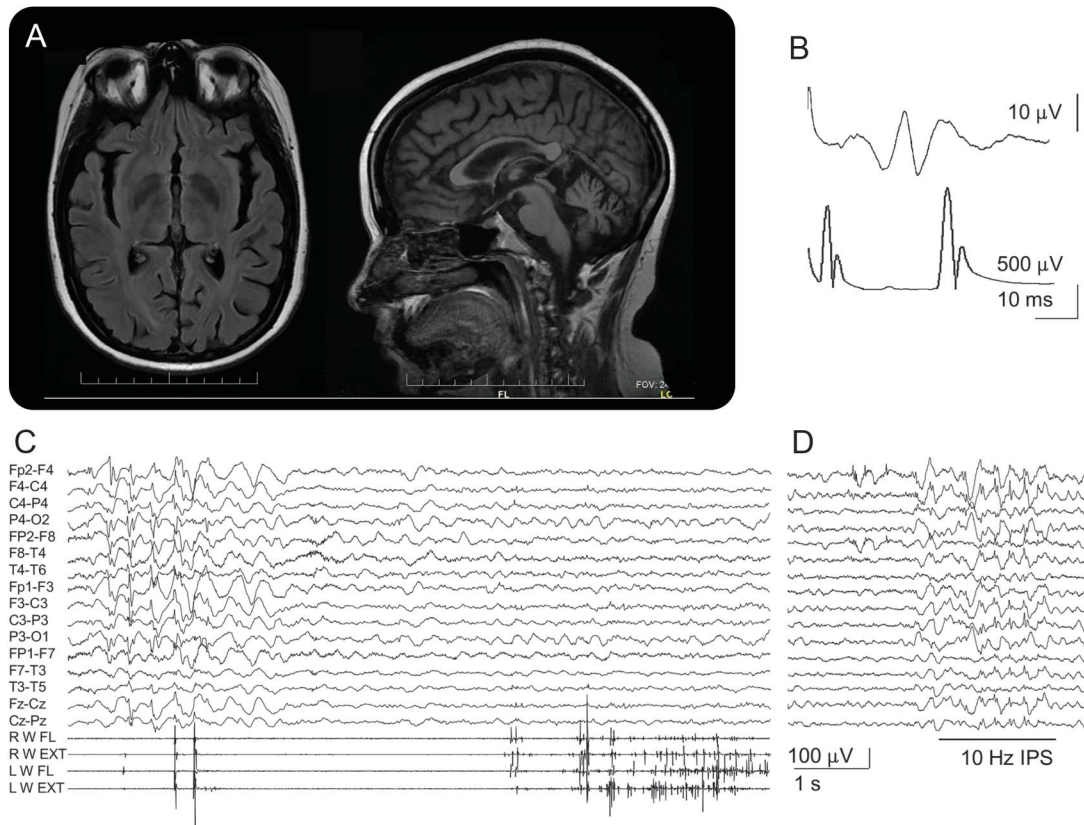 A
FL
FOV: 24
LC
B
10 µV
500 µV
10 ms
C
Fp2-F4
F4-C4
C4-P4
P4-O2
FP2-F8
F8-T4
T4-T6
Fp1-F3
F3-C3
C3-P3
P3-O1
FP1-F7
F7-T3
T3-T5
Fz-Cz
Cz-Pz
R W FL
R W EXT
L W FL
L W EXT
D
100 µV
1 s
10 Hz IPS